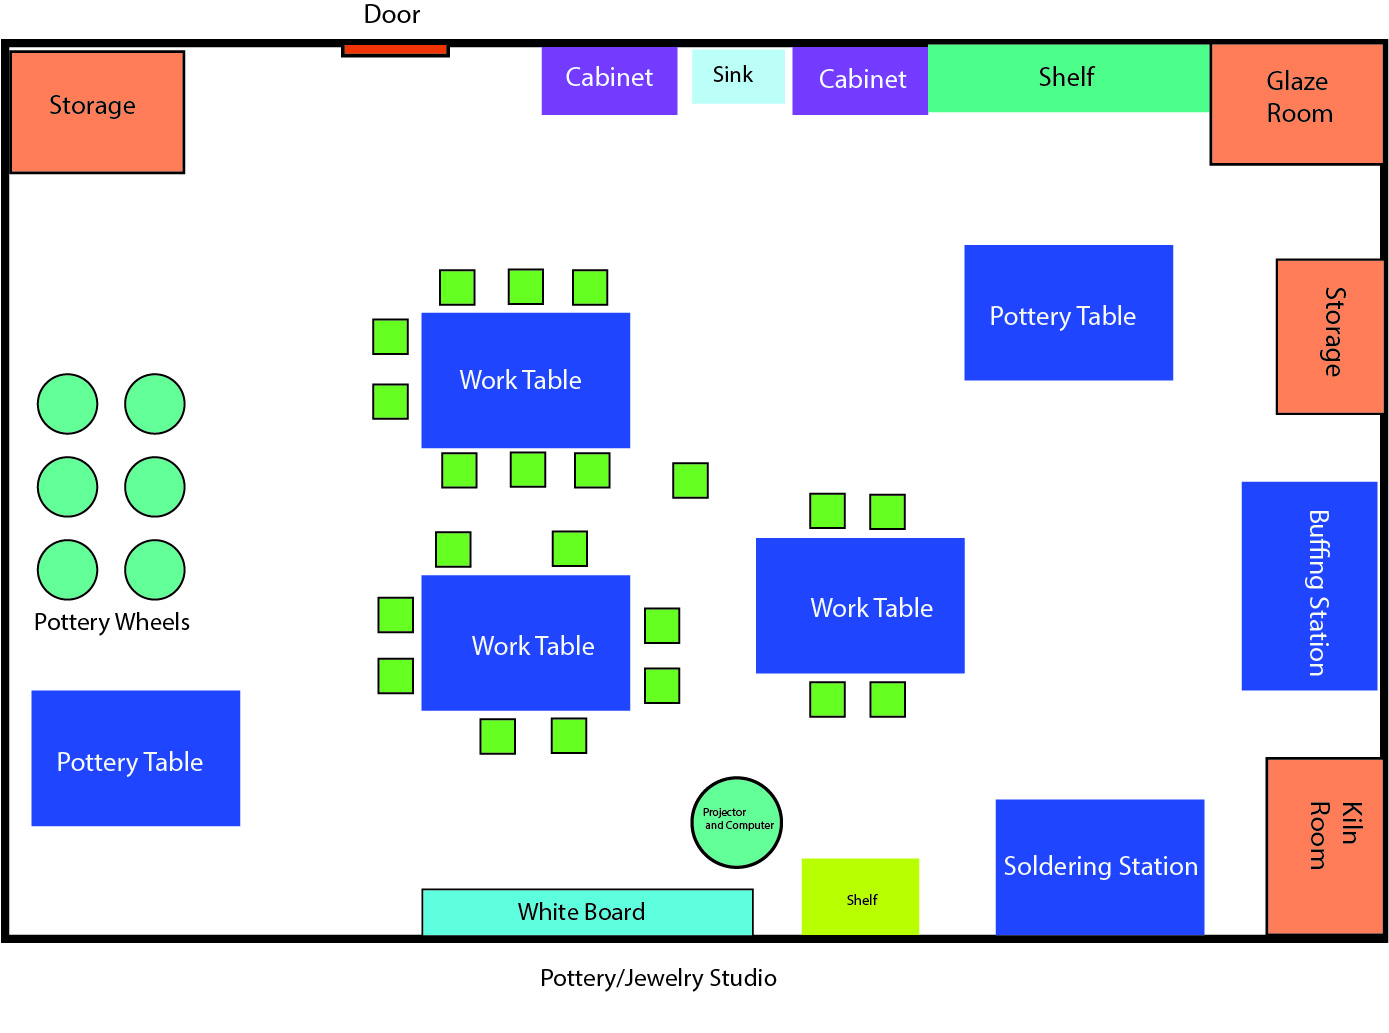 Door
Storage
Cabinet
Sink
Cabinet
Shelf
Glaze
Room
Pottery Table
Storage
Work Table
Buffing Station
Pottery Wheels
Work Table
Work Table
Pottery Table
Projector
and Computer
Kiln
Room
Soldering Station
Shelf
White Board
Pottery/Jewelry Studio